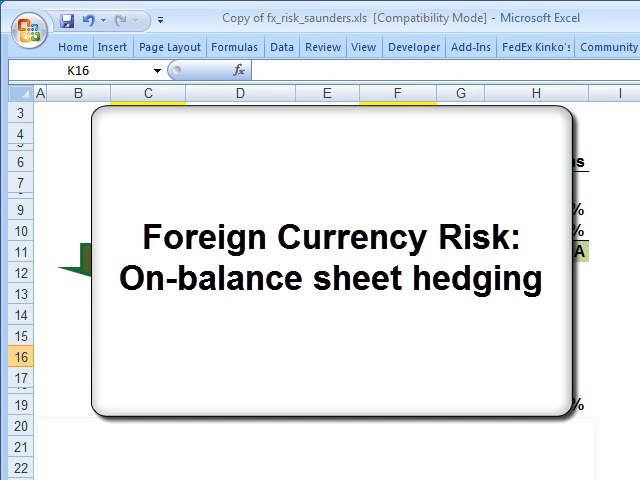 Copy of fx_risk_saunders.xls [Compatibility Mode] - Microsoft Excel
Home Insert Page Layout Formulas Data Review View Developer Add-Ins FedEx Kinko's Community
K16 fx
A B C D E F G H I
3
4
5
6
7
9 %
10 %
11 A
12
13
14
15
16
17
19 %
20
21
22
Foreign Currency Risk:
On-balance sheet hedging